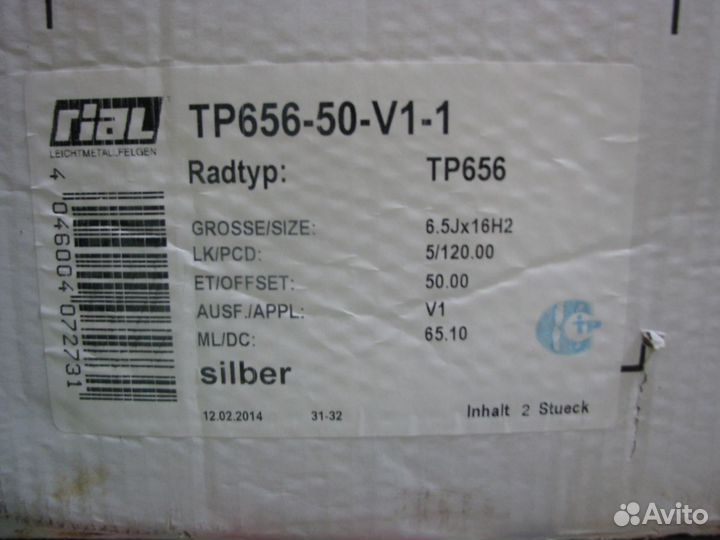 rial
LEICHTMETALLFELGEN
TP656-50-V1-1
Radtyp: TP656
GROSSE/SIZE: 6.5Jx16H2
LK/PCD: 5/120.00
ET/OFFSET: 50.00
AUSF./APPL: V1
ML/DC: 65.10
silber
12.02.2014 31-32 Inhalt 2 Stueck
4 046004 072731
Avito